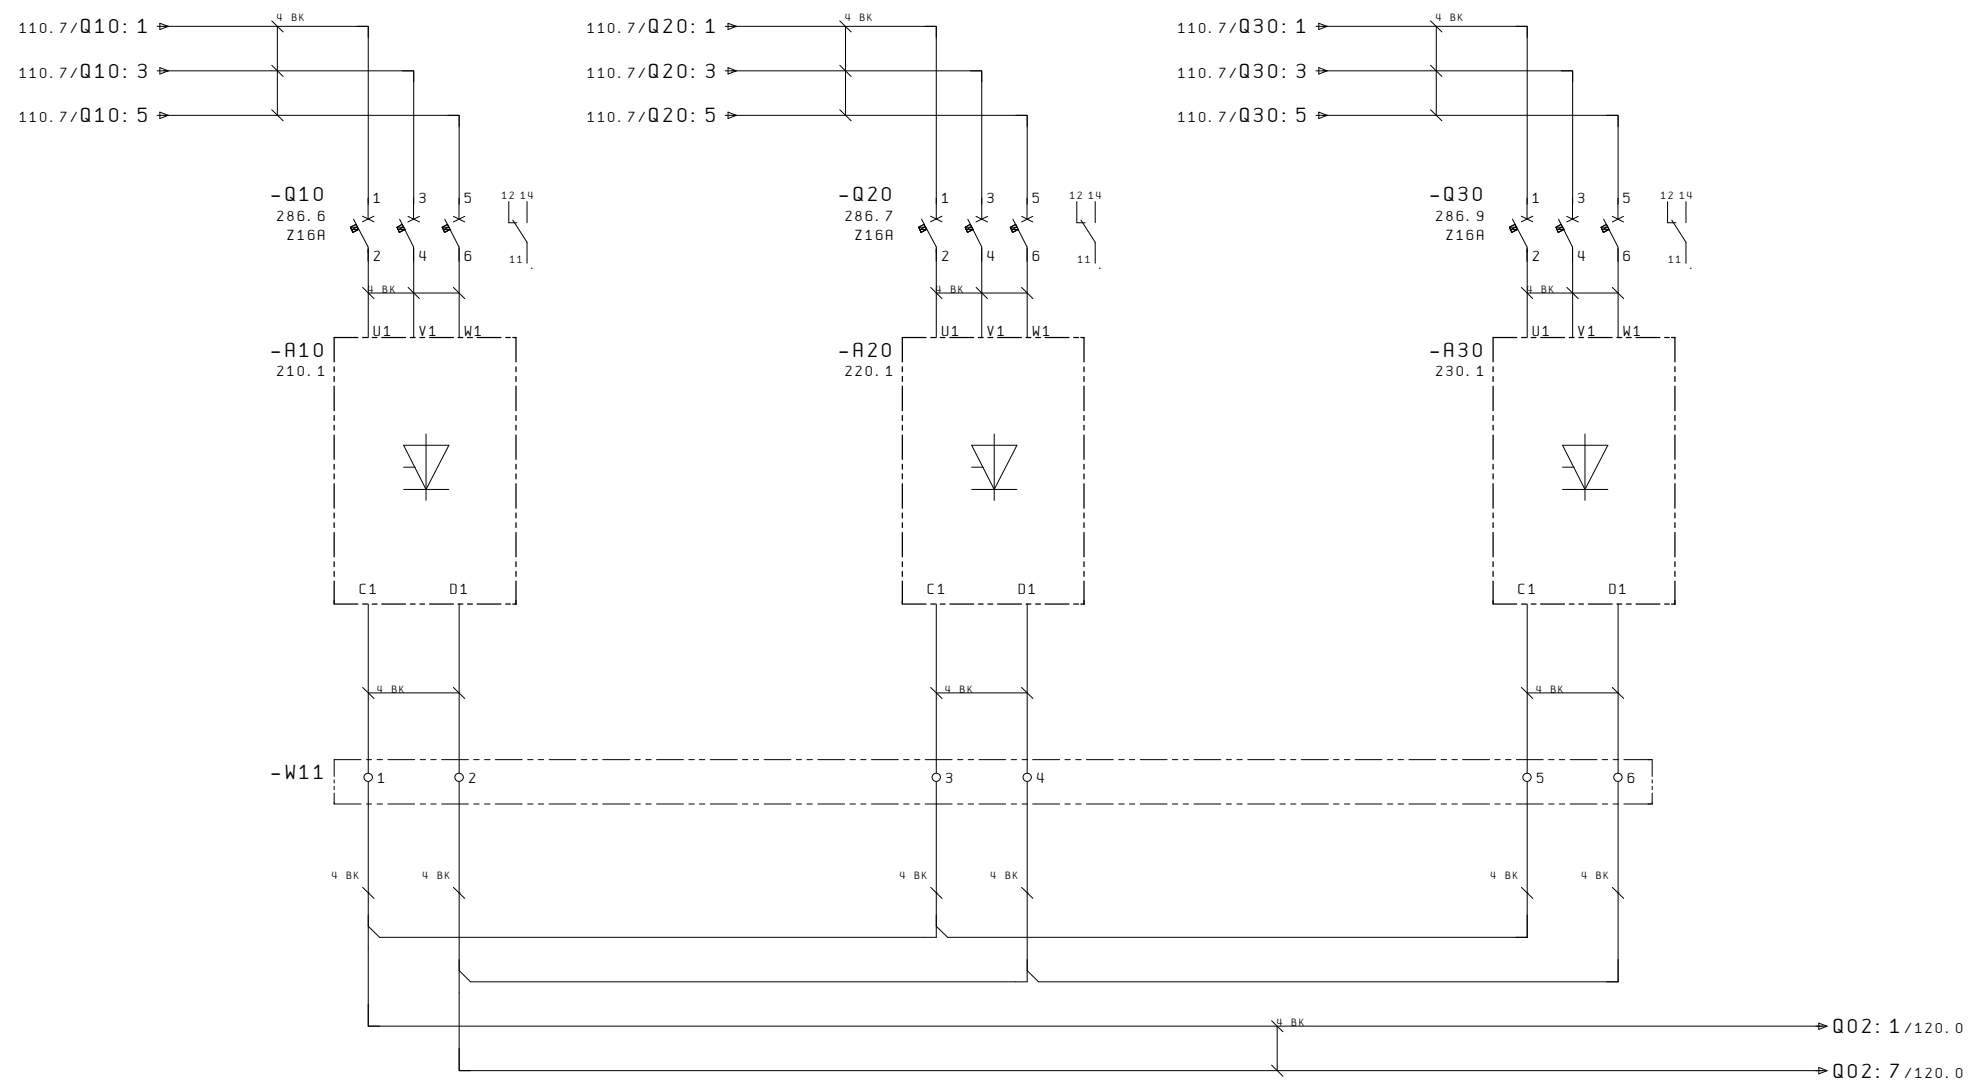 110.7/Q10:1 4 BK 110.7/Q20:1 4 BK 110.7/Q30:1 4 BK
110.7/Q10:3 110.7/Q20:3 110.7/Q30:3
110.7/Q10:5 110.7/Q20:5 110.7/Q30:5
-Q10 1 3 5 12 14 -Q20 1 3 5 12 14 -Q30 1 3 5 12 14
286.6 286.7 286.9
Z16A Z16A Z16A
2 4 6 11 . 2 4 6 11 . 2 4 6 11 .
4 BK 4 BK 4 BK
U1 V1 W1 U1 V1 W1 U1 V1 W1
-A10 -A20 -A30
210.1 220.1 230.1
C1 D1 C1 D1 C1 D1
4 BK 4 BK 4 BK
-W11 1 2 3 4 5 6
4 BK 4 BK 4 BK 4 BK 4 BK 4 BK
4 BK Q02:1/120.0
Q02:7/120.0